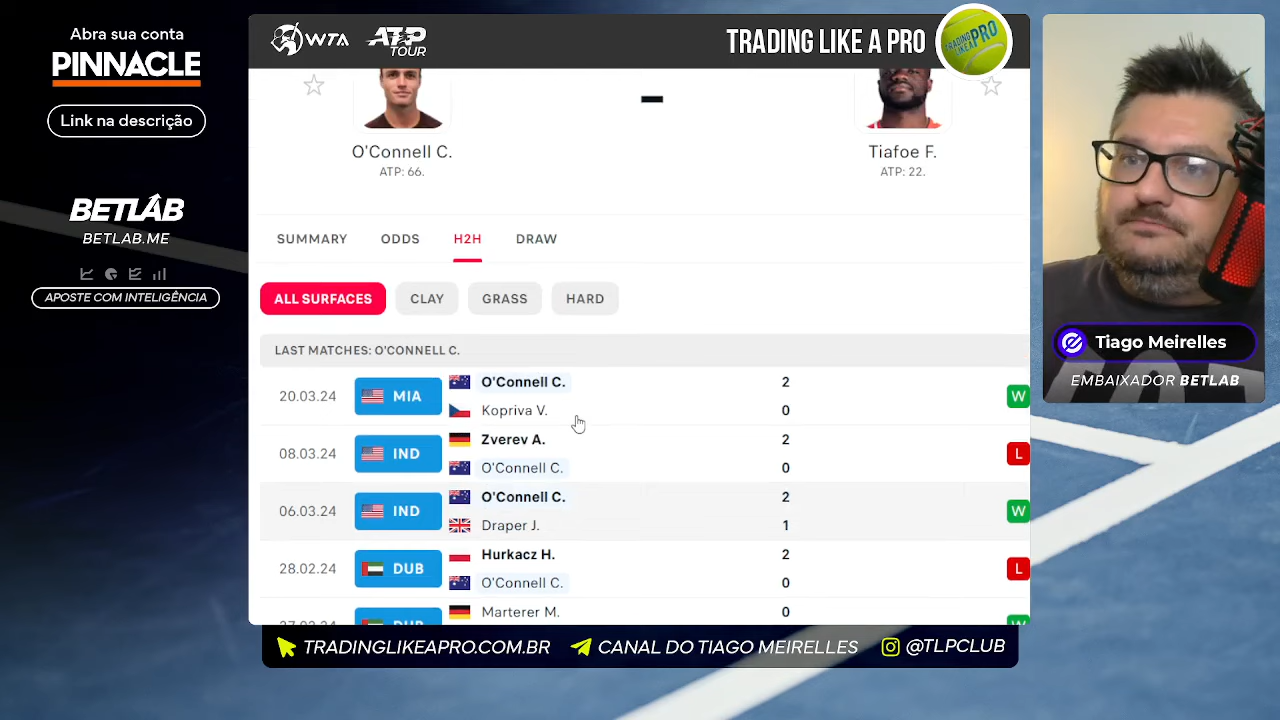 Abra sua conta
PINNACLE
Link na descrição
BETLAB
BETLAB.ME
APOSTE COM INTELIGÊNCIA
WTA
ATP
TOUR
TRADING LIKE A PRO
TRADING
LIKE A
PRO
O'Connell C.
ATP: 66.
Tiafoe F.
ATP: 22.
SUMMARY ODDS H2H DRAW
ALL SURFACES CLAY GRASS HARD
LAST MATCHES: O'CONNELL C.
20.03.24 MIA O'Connell C. 2 W
Kopriva V. 0
08.03.24 IND Zverev A. 2 L
O'Connell C. 0
06.03.24 IND O'Connell C. 2 W
Draper J. 1
28.02.24 DUB Hurkacz H. 2 L
O'Connell C. 0
Marterer M. 0
Tiago Meirelles
EMBAIXADOR BETLAB
TRADINGLIKEAPRO.COM.BR
CANAL DO TIAGO MEIRELLES
@TLPCLUB